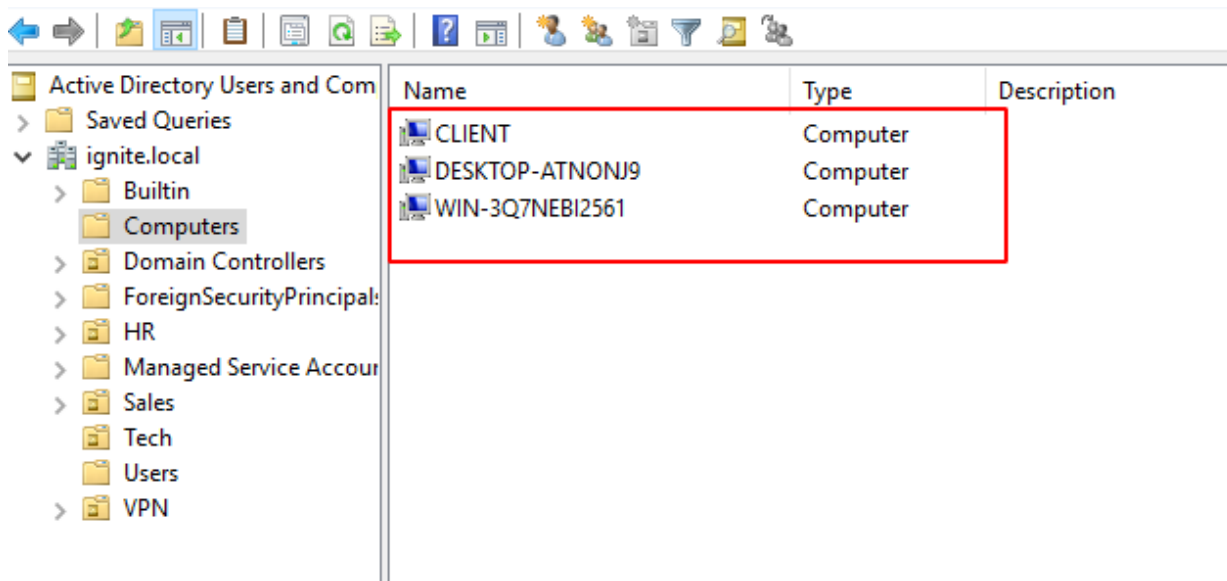 Active Directory Users and Com
Saved Queries
ignite.local
Builtin
Computers
Domain Controllers
ForeignSecurityPrincipals
HR
Managed Service Accour
Sales
Tech
Users
VPN
Name Type Description
CLIENT Computer
DESKTOP-ATNONJ9 Computer
WIN-3Q7NEBI2561 Computer